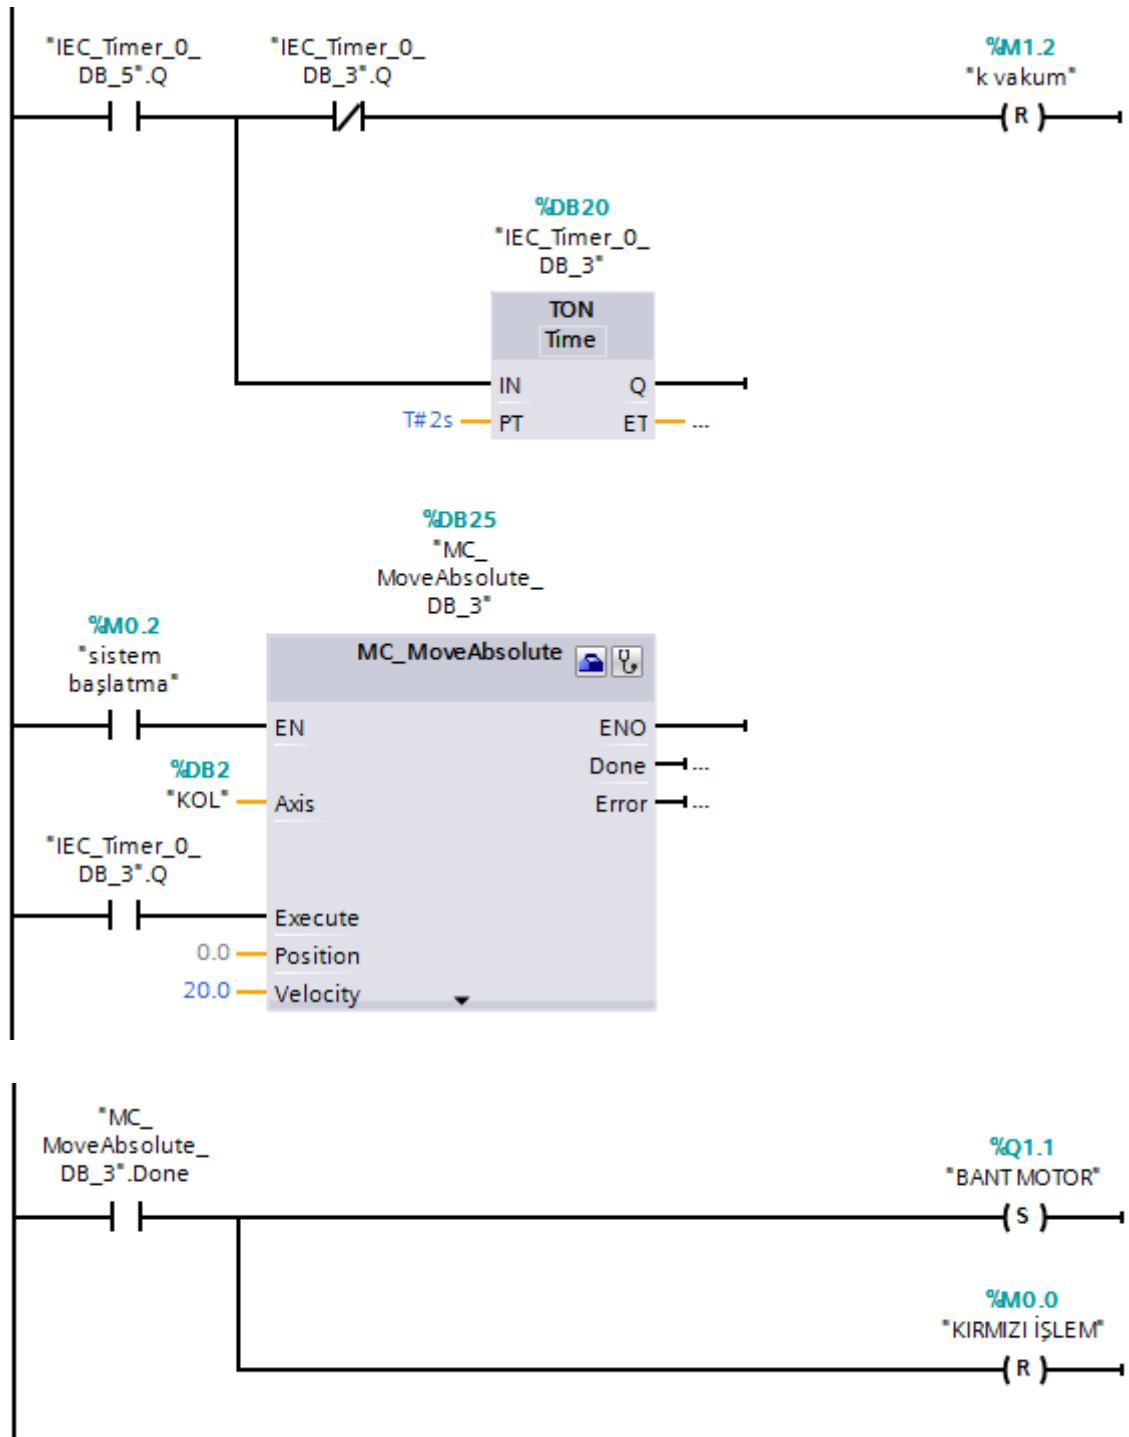 "IEC_Timer_0_
DB_5".Q
"IEC_Timer_0_
DB_3".Q
%M1.2
"k vakum"
( R )
%DB20
"IEC_Timer_0_
DB_3"
TON
Time
IN Q
T#2s PT ET ...
%DB25
"MC_
MoveAbsolute_
DB_3"
%M0.2
"sistem
başlatma"
MC_MoveAbsolute
EN ENO
Done ...
%DB2
"KOL" Axis Error ...
"IEC_Timer_0_
DB_3".Q
Execute
0.0 Position
20.0 Velocity
"MC_
MoveAbsolute_
DB_3".Done
%Q1.1
"BANT MOTOR"
( S )
%M0.0
"KIRMIZI İŞLEM"
( R )